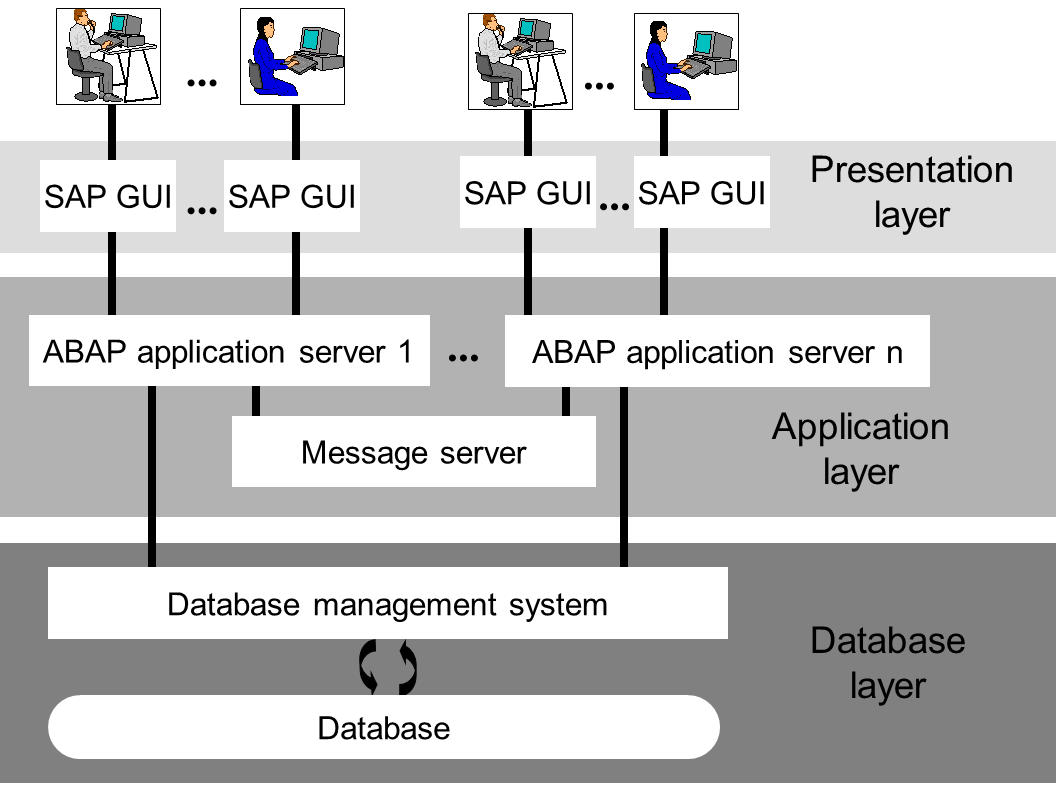 ...
...
SAP GUI ... SAP GUI
SAP GUI ... SAP GUI
Presentation
layer
ABAP application server 1
...
ABAP application server n
Message server
Application
layer
Database management system
Database
layer
Database